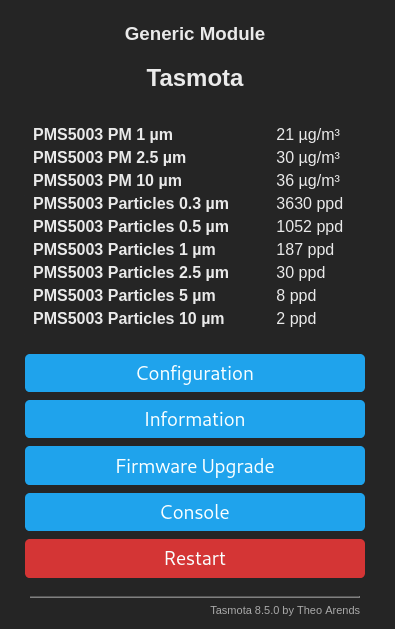 Generic Module
Tasmota
PMS5003 PM 1 µm 21 µg/m³
PMS5003 PM 2.5 µm 30 µg/m³
PMS5003 PM 10 µm 36 µg/m³
PMS5003 Particles 0.3 µm 3630 ppd
PMS5003 Particles 0.5 µm 1052 ppd
PMS5003 Particles 1 µm 187 ppd
PMS5003 Particles 2.5 µm 30 ppd
PMS5003 Particles 5 µm 8 ppd
PMS5003 Particles 10 µm 2 ppd
Configuration
Information
Firmware Upgrade
Console
Restart
Tasmota 8.5.0 by Theo Arends